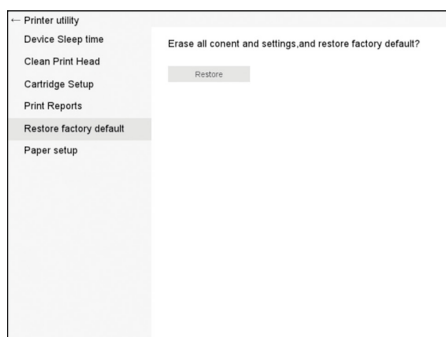 ← Printer utility
Device Sleep time
Clean Print Head
Cartridge Setup
Print Reports
Restore factory default
Paper setup
Erase all conent and settings,and restore factory default?
Restore